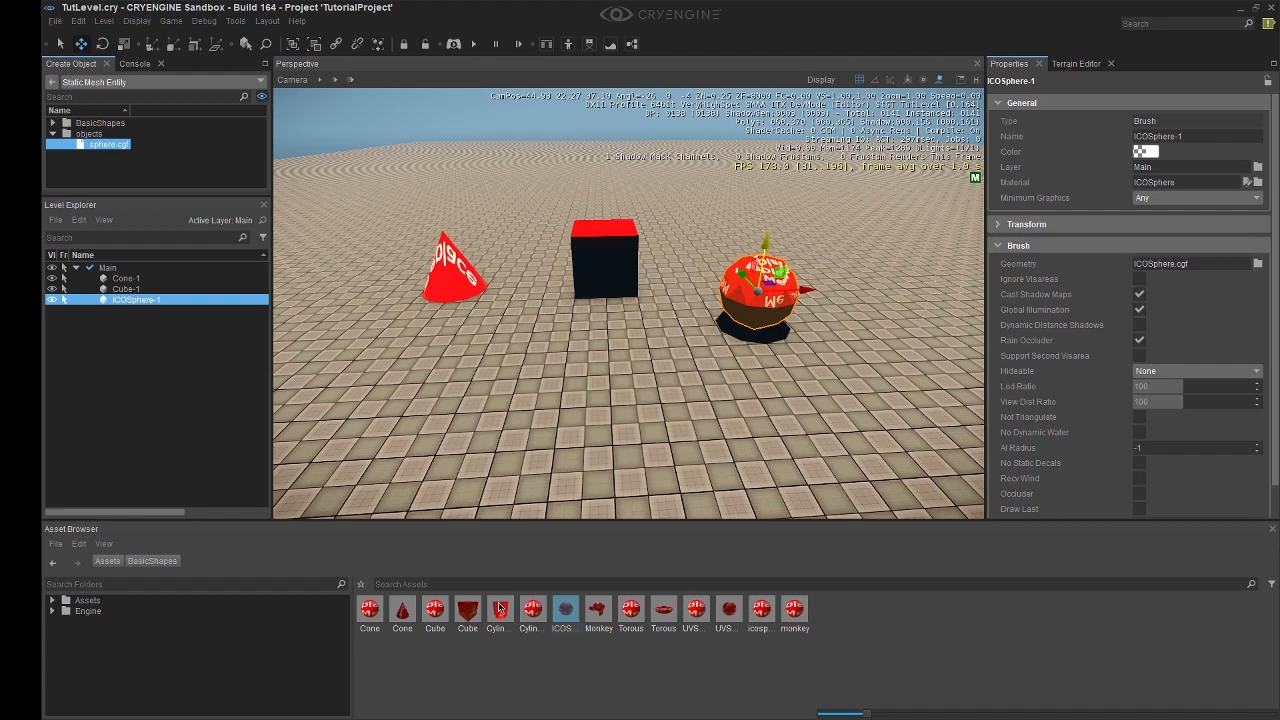 TutLevel.cry - CRYENGINE Sandbox - Build 164 - Project 'TutorialProject'
CRYENGINE
File Edit Level Display Game Debug Tools Layout Help
Search
Create Object
Console
Static Mesh Entity
Search
Name
BasicShapes
objects
sphere.cgf
Level Explorer
File Edit View
Active Layer: Main
Search
Name
Main
Cone-1
Cube-1
ICOSphere-1
Perspective
Camera
Display
1 Shadow Mask Channels,
M
Properties
Terrain Editor
ICOSphere-1
General
Type Brush
Name ICOSphere-1
Color
Layer Main
Material ICOSphere
Minimum Graphics Any
Transform
Brush
Geometry ICOSphere.cgf
Ignore Visareas
Cast Shadow Maps
Global Illumination
Dynamic Distance Shadows
Rain Occluder
Support Second Visarea
Hideable None
Lod Ratio 100
View Dist Ratio 100
Not Triangulate
No Dynamic Water
AI Radius -1
No Static Decals
Recv Wind
Occluder
Draw Last
Asset Browser
File Edit View
Assets BasicShapes
Search Folders
Assets
Engine
Search Assets
Cone Cone Cube Cube Cylin... Cylin... ICOS... Monkey Torous Torous UVS... UVS... icosp... monkey